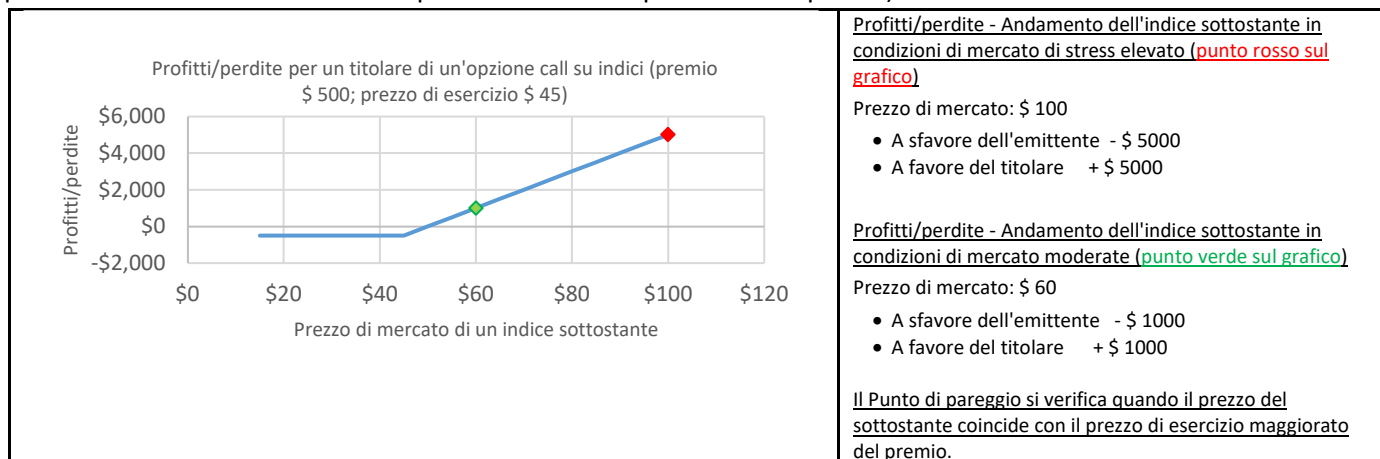 Profitti/perdite per un titolare di un'opzione call su indici (premio
$ 500; prezzo di esercizio $ 45)
$6,000
$4,000
$2,000
$0
-$2,000
Profitti/perdite
$0 $20 $40 $60 $80 $100 $120
Prezzo di mercato di un indice sottostante
Profitti/perdite - Andamento dell'indice sottostante in
condizioni di mercato di stress elevato (punto rosso sul
grafico)
Prezzo di mercato: $ 100
• A sfavore dell'emittente - $ 5000
• A favore del titolare + $ 5000
Profitti/perdite - Andamento dell'indice sottostante in
condizioni di mercato moderate (punto verde sul grafico)
Prezzo di mercato: $ 60
• A sfavore dell'emittente - $ 1000
• A favore del titolare + $ 1000
Il Punto di pareggio si verifica quando il prezzo del
sottostante coincide con il prezzo di esercizio maggiorato
del premio.